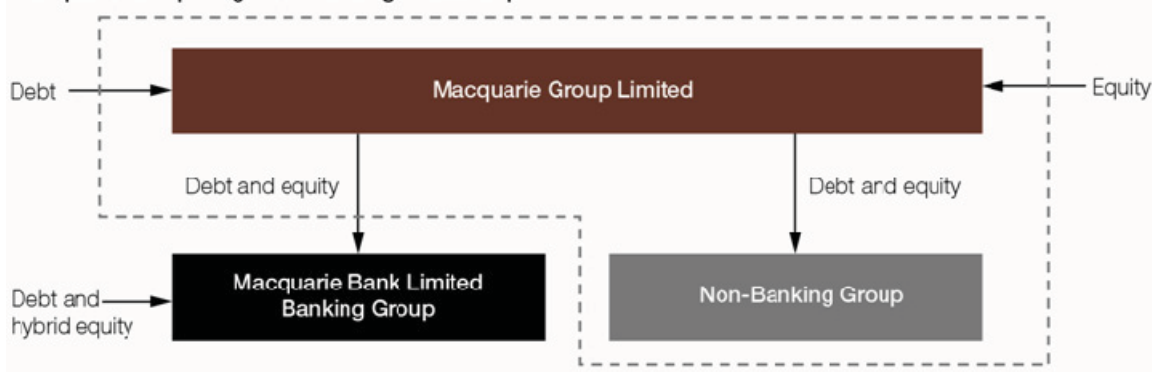 Macquarie Group Limited
Debt
Equity
Debt and equity
Debt and equity
Macquarie Bank Limited
Banking Group
Non-Banking Group
Debt and
hybrid equity